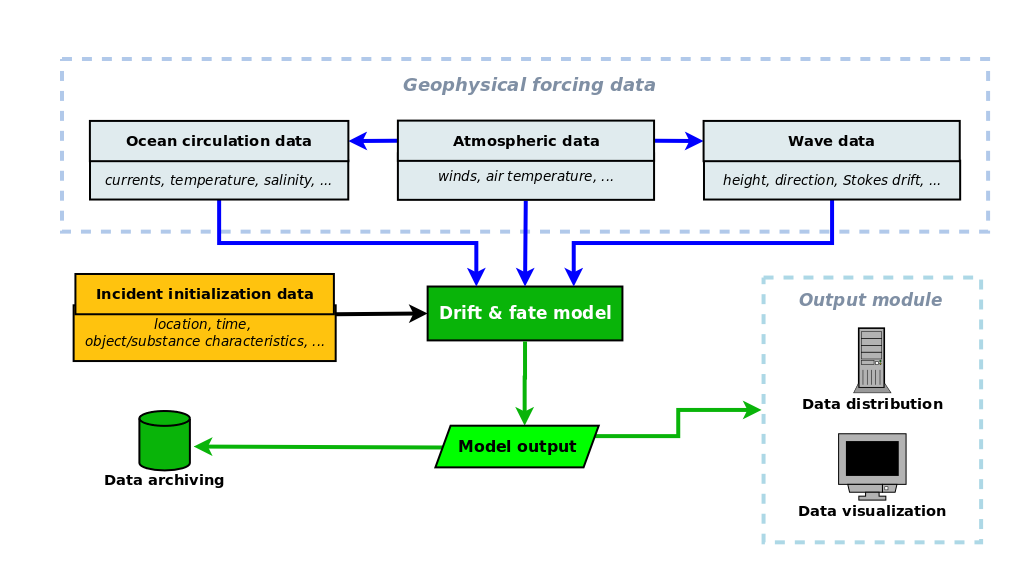 Geophysical forcing data
Ocean circulation data
currents, temperature, salinity, ...
Atmospheric data
winds, air temperature, ...
Wave data
height, direction, Stokes drift, ...
Incident initialization data
location, time,
object/substance characteristics, ...
Drift & fate model
Output module
Data distribution
Model output
Data archiving
Data visualization